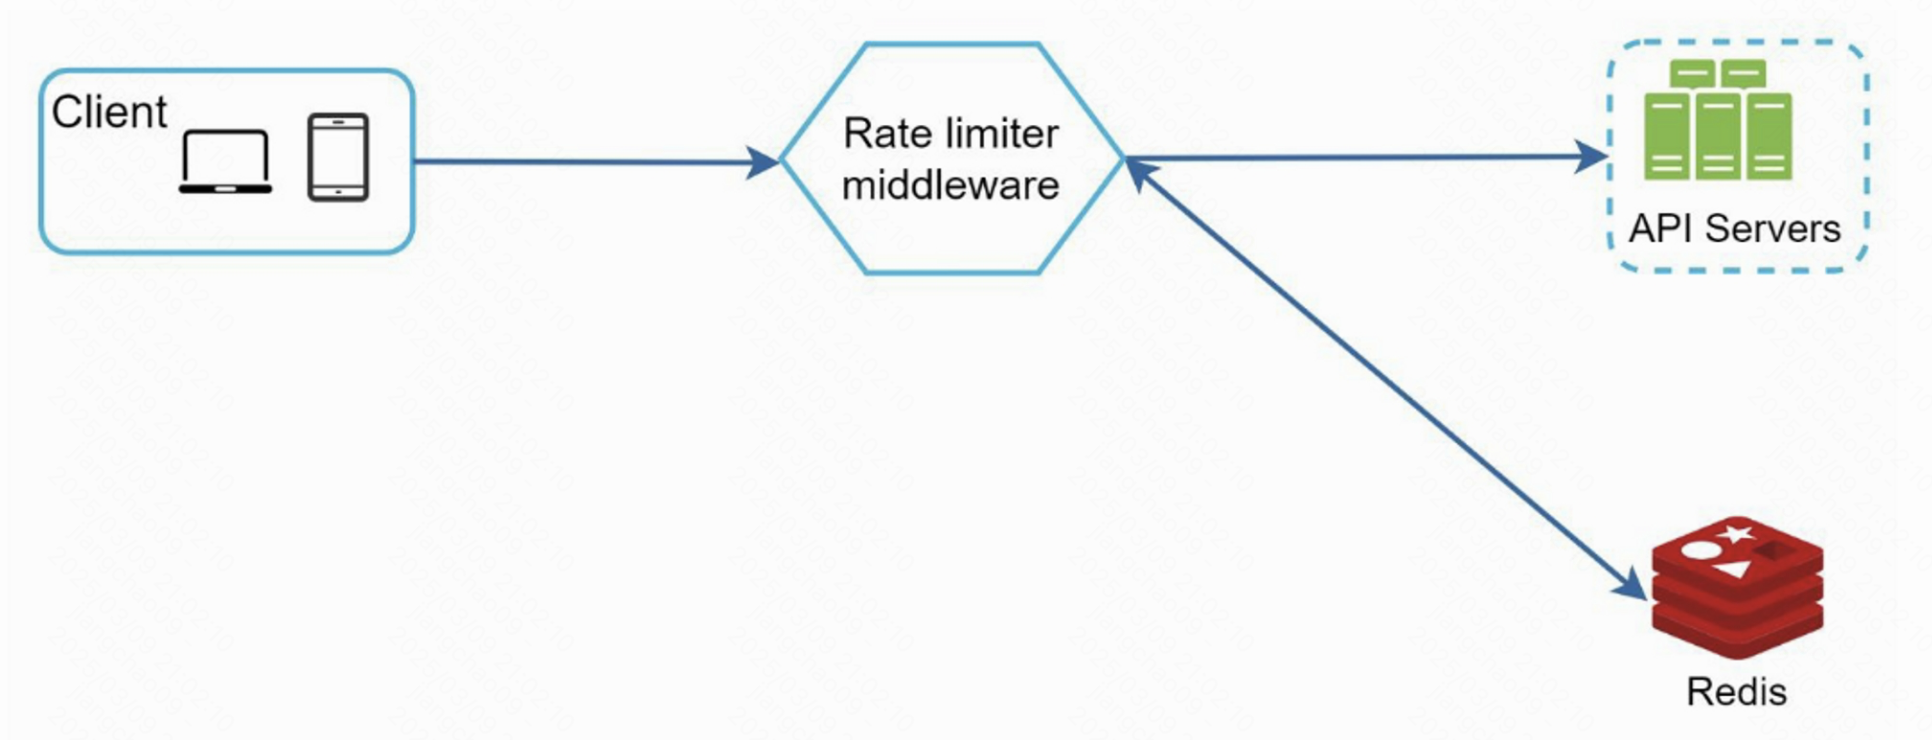 Client
Rate limiter
middleware
API Servers
Redis